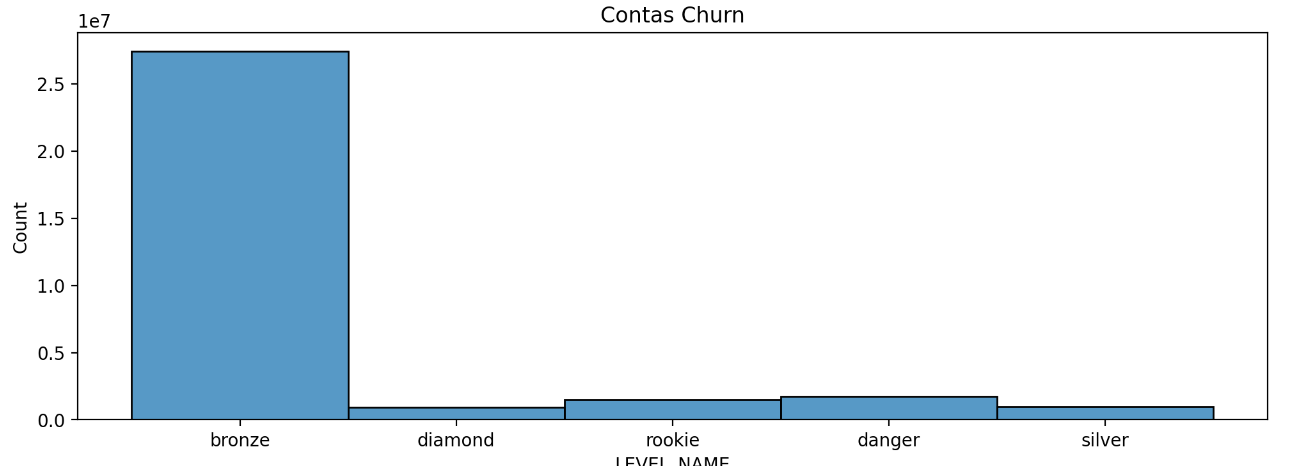 Contas Churn
1e7
2.5
2.0
1.5
1.0
0.5
0.0
Count
bronze diamond rookie danger silver
LEVEL_NAME